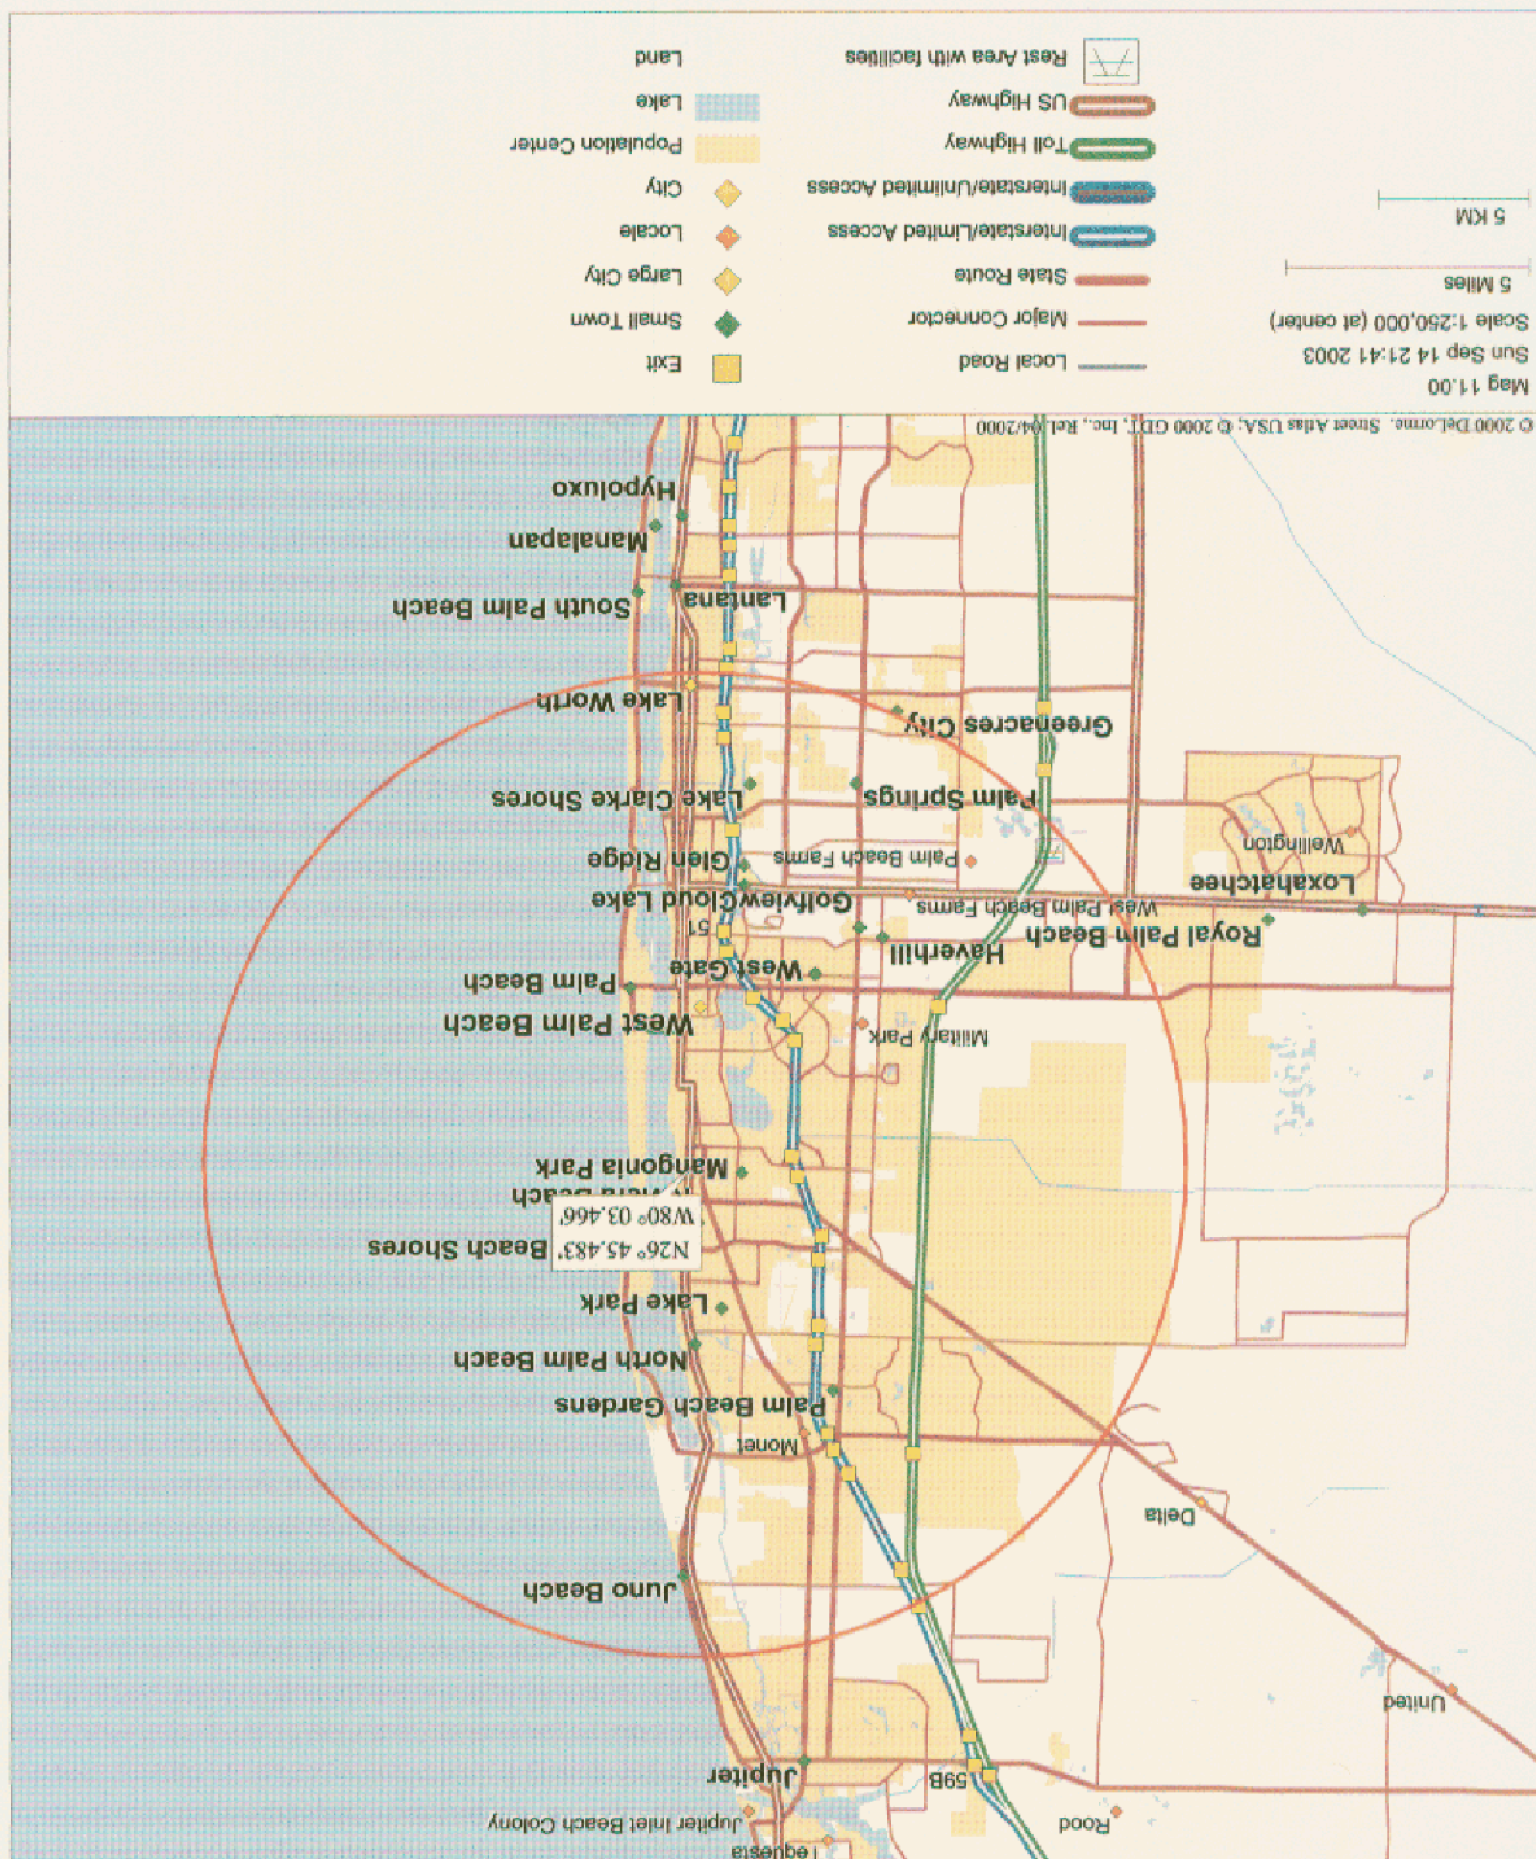 Tequesta
Jupiter Inlet Beach Colony
Rood
Jupiter
59B
United
Juno Beach
Delta
Monet
Palm Beach Gardens
North Palm Beach
Lake Park
N26° 45.483'
W80° 03.466'
Beach Shores
Riviera Beach
Mangonia Park
Military Park
West Palm Beach
Palm Beach
West Gate
Haverhill
Royal Palm Beach
51
West Palm Beach Farms
Golfview
Cloud Lake
Loxahatchee
Glen Ridge
Palm Beach Farms
Wellington
Lake Clarke Shores
Palm Springs
Greenacres City
Lake Worth
South Palm Beach
Lantana
Manalapan
Hypoluxo
© 2000 DeLorme. Street Atlas USA; © 2000 GDT, Inc., Rel. 04/2000
Mag 11.00
Sun Sep 14 21:41 2003
Scale 1:250,000 (at center)
5 Miles
5 KM
Local Road
Major Connector
State Route
Interstate/Limited Access
Interstate/Unlimited Access
Toll Highway
US Highway
Rest Area with facilities
Exit
Small Town
Large City
Locale
City
Population Center
Lake
Land